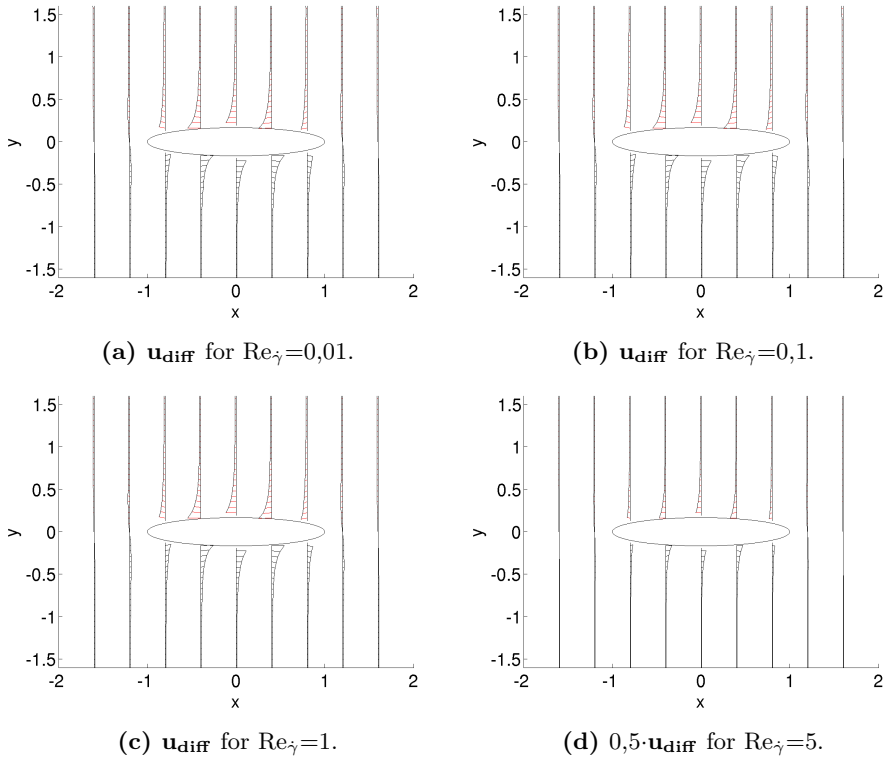 1.5
1
0.5
0
-0.5
-1
-1.5
y
-2 -1 0 1 2
x
(a) u_diff for Re_γ̇=0,01.
1.5
1
0.5
0
-0.5
-1
-1.5
y
-2 -1 0 1 2
x
(b) u_diff for Re_γ̇=0,1.
1.5
1
0.5
0
-0.5
-1
-1.5
y
-2 -1 0 1 2
x
(c) u_diff for Re_γ̇=1.
1.5
1
0.5
0
-0.5
-1
-1.5
y
-2 -1 0 1 2
x
(d) 0,5·u_diff for Re_γ̇=5.